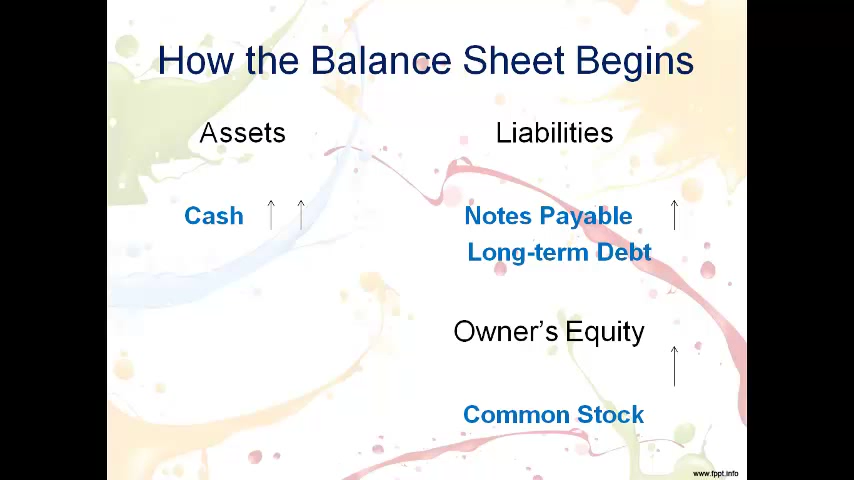 How the Balance Sheet Begins
Assets
Liabilities
Cash
Notes Payable
Long-term Debt
Owner’s Equity
Common Stock
www.fppt.info